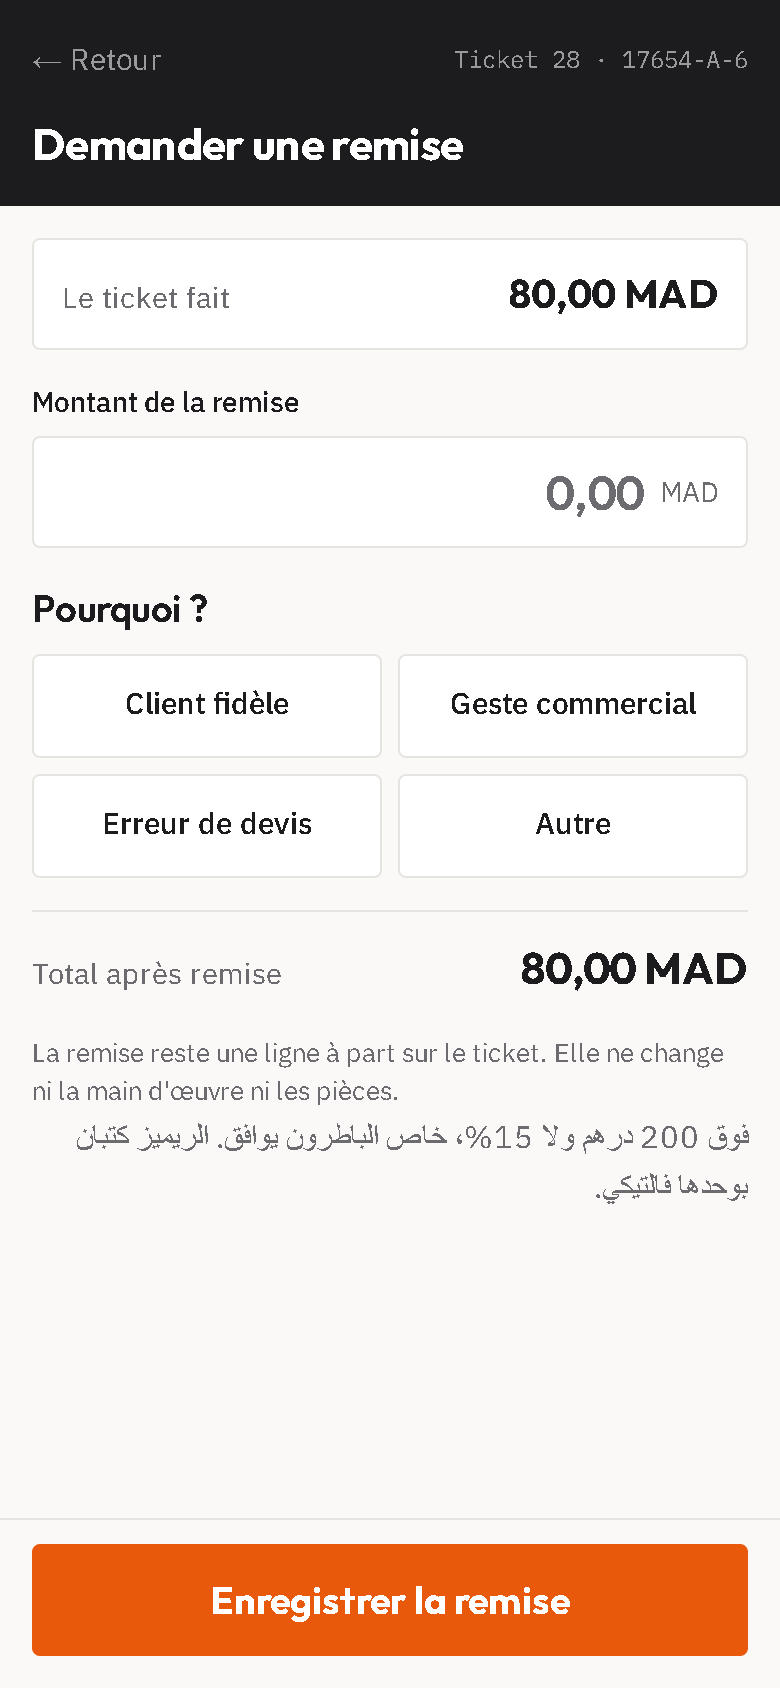 ← Retour
Ticket 28 · 17654-A-6
Demander une remise
Le ticket fait
80,00 MAD
Montant de la remise
0,00 MAD
Pourquoi ?
Client fidèle
Geste commercial
Erreur de devis
Autre
Total après remise
80,00 MAD
La remise reste une ligne à part sur le ticket. Elle ne change
ni la main d'œuvre ni les pièces.
فوق 200 درهم ولا 15%، خاص الباطرون يوافق. الريميز كتبان
بوحدها فالتيكي.
Enregistrer la remise